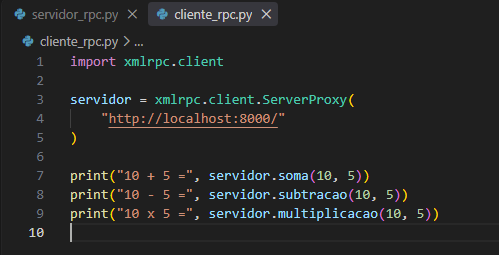 servidor_rpc.py cliente_rpc.py
cliente_rpc.py > ...
1 import xmlrpc.client
2
3 servidor = xmlrpc.client.ServerProxy(
4     "http://localhost:8000/"
5 )
6
7 print("10 + 5 =", servidor.soma(10, 5))
8 print("10 - 5 =", servidor.subtracao(10, 5))
9 print("10 x 5 =", servidor.multiplicacao(10, 5))
10